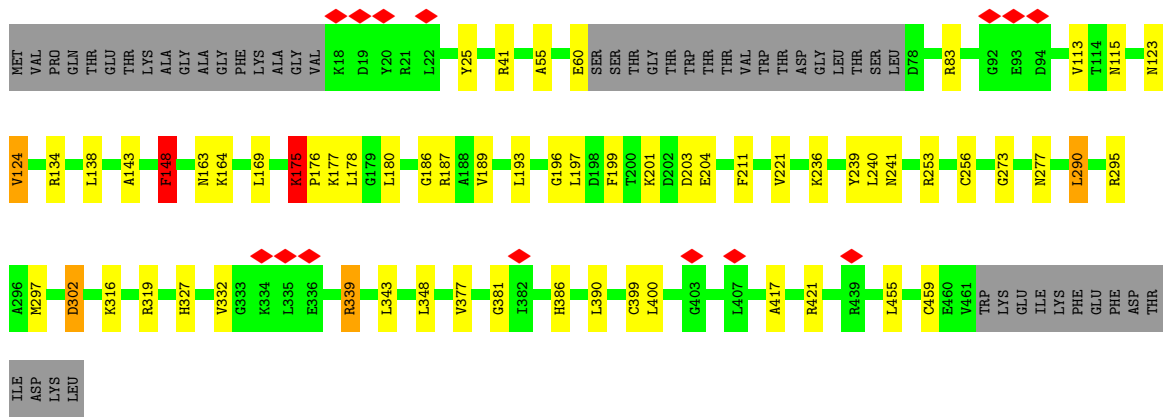 MET VAL PRO GLN THR GLU THR LYS ALA GLY ALA GLY PHE LYS ALA GLY VAL K18 D19 Y20 R21 L22 Y25 R41 A55 E60 SER SER THR GLY THR TRP THR THR VAL TRP THR ASP GLY LEU THR SER LEU D78 R83 G92 E93 D94 V113 T114 N115 N123
V124 R134 L138 A143 F148 N163 K164 L169 K175 P176 K177 L178 G179 L180 G186 R187 A188 V189 L193 G196 L197 D198 F199 T200 K201 D202 D203 E204 F211 V221 K236 Y239 L240 N241 R253 C256 G273 N277 L290 R295
A296 M297 D302 K316 R319 H327 V332 G333 K334 L335 E336 R339 L343 L348 V377 G381 I382 H386 L390 C399 L400 G403 L407 A417 R421 R439 L455 C459 E460 V461 TRP LYS GLU ILE LYS PHE GLU PHE ASP THR
ILE ASP LYS LEU